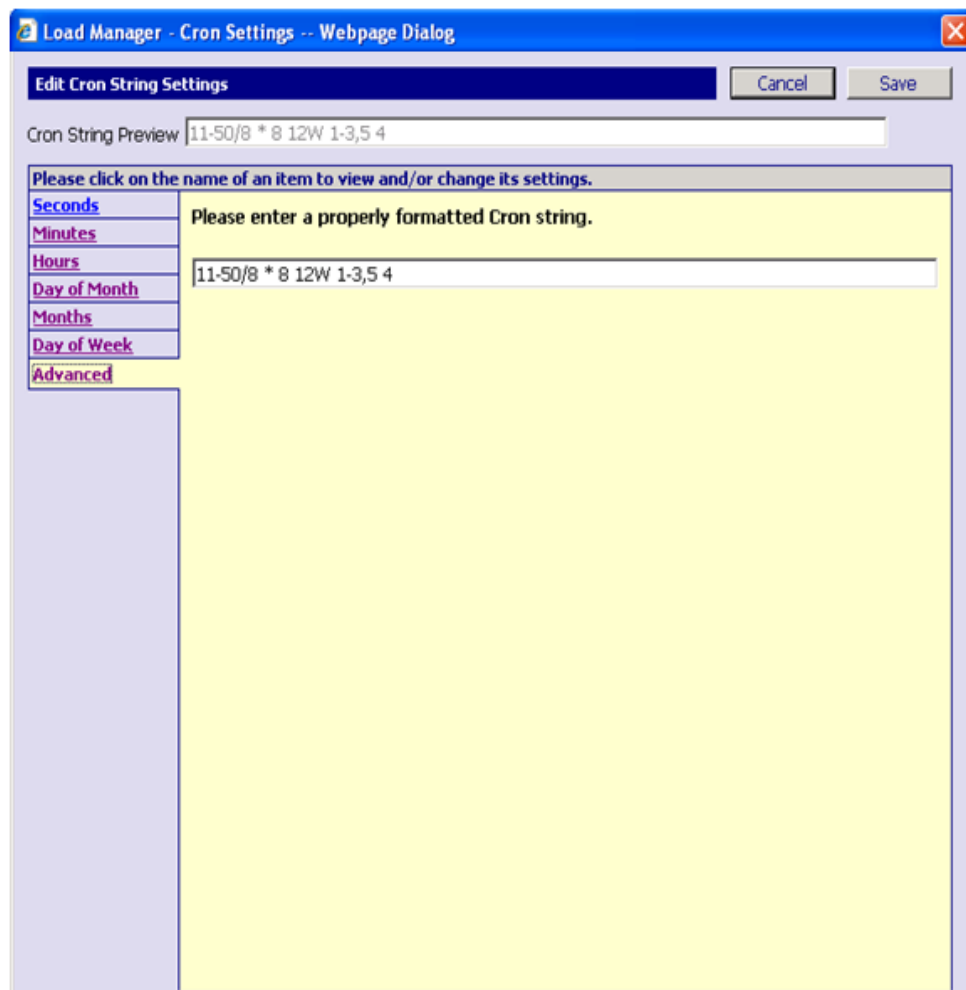 Load Manager - Cron Settings -- Webpage Dialog
Edit Cron String Settings
Cancel
Save
Cron String Preview 11-50/8 * 8 12W 1-3,5 4
Please click on the name of an item to view and/or change its settings.
Seconds
Minutes
Hours
Day of Month
Months
Day of Week
Advanced
Please enter a properly formatted Cron string.
11-50/8 * 8 12W 1-3,5 4